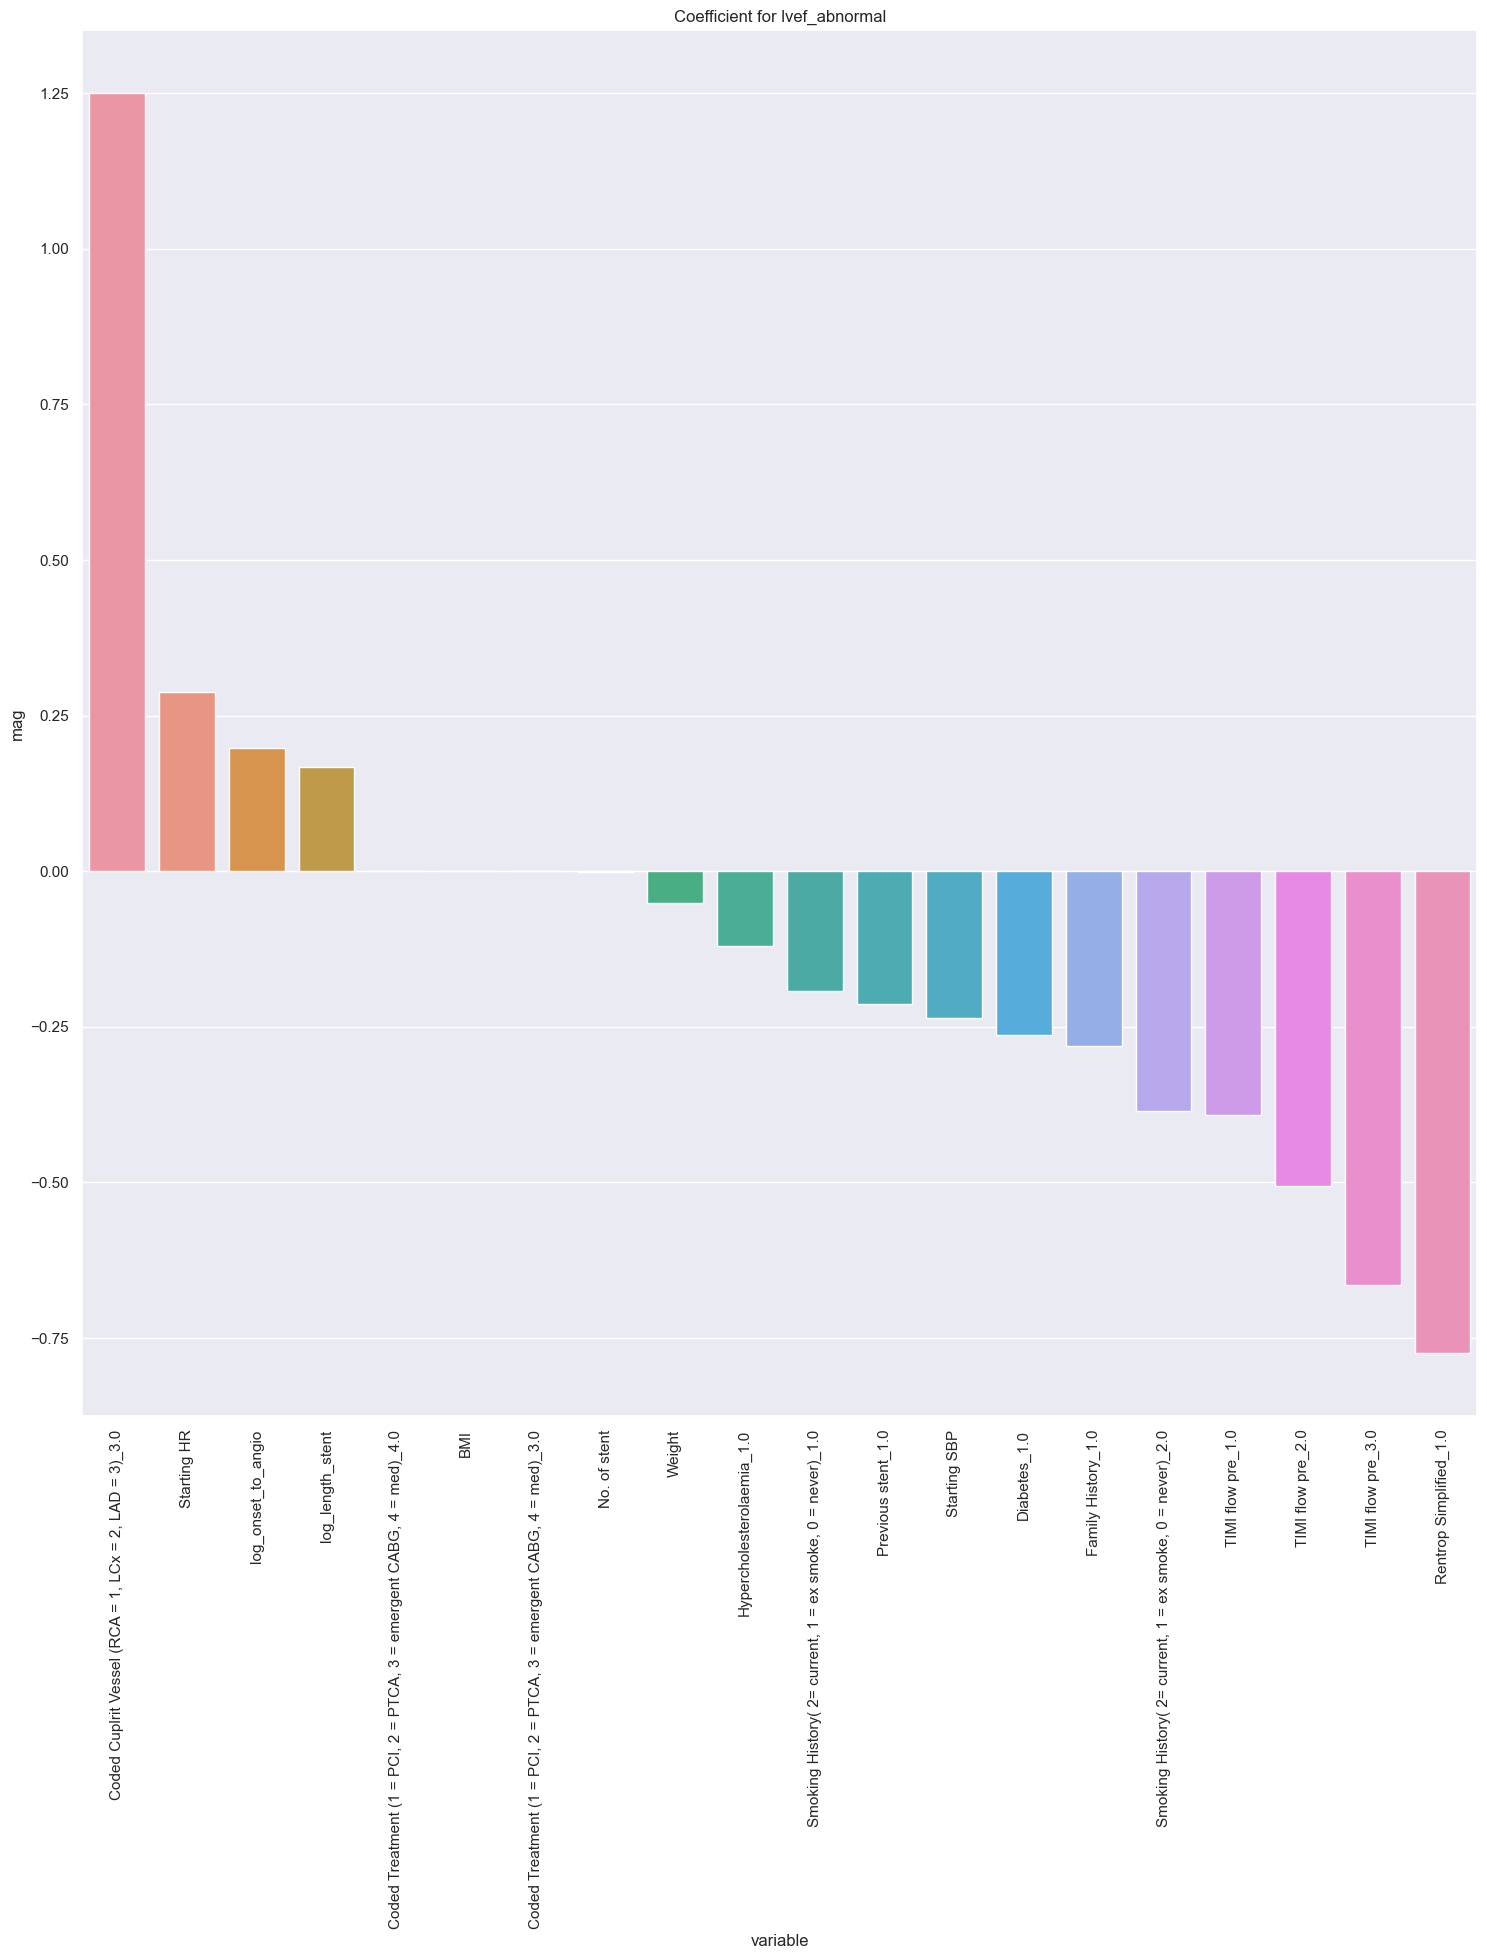 Coefficient for lvef_abnormal
1.25
1.00
0.75
0.50
0.25
0.00
−0.25
−0.50
−0.75
mag
Coded Cuplrit Vessel (RCA = 1, LCx = 2, LAD = 3)_3.0
Starting HR
log_onset_to_angio
log_length_stent
Coded Treatment (1 = PCI, 2 = PTCA, 3 = emergent CABG, 4 = med)_4.0
BMI
Coded Treatment (1 = PCI, 2 = PTCA, 3 = emergent CABG, 4 = med)_3.0
No. of stent
Weight
Hypercholesterolaemia_1.0
Smoking History( 2= current, 1 = ex smoke, 0 = never)_1.0
Previous stent_1.0
Starting SBP
Diabetes_1.0
Family History_1.0
Smoking History( 2= current, 1 = ex smoke, 0 = never)_2.0
TIMI flow pre_1.0
TIMI flow pre_2.0
TIMI flow pre_3.0
Rentrop Simplified_1.0
variable